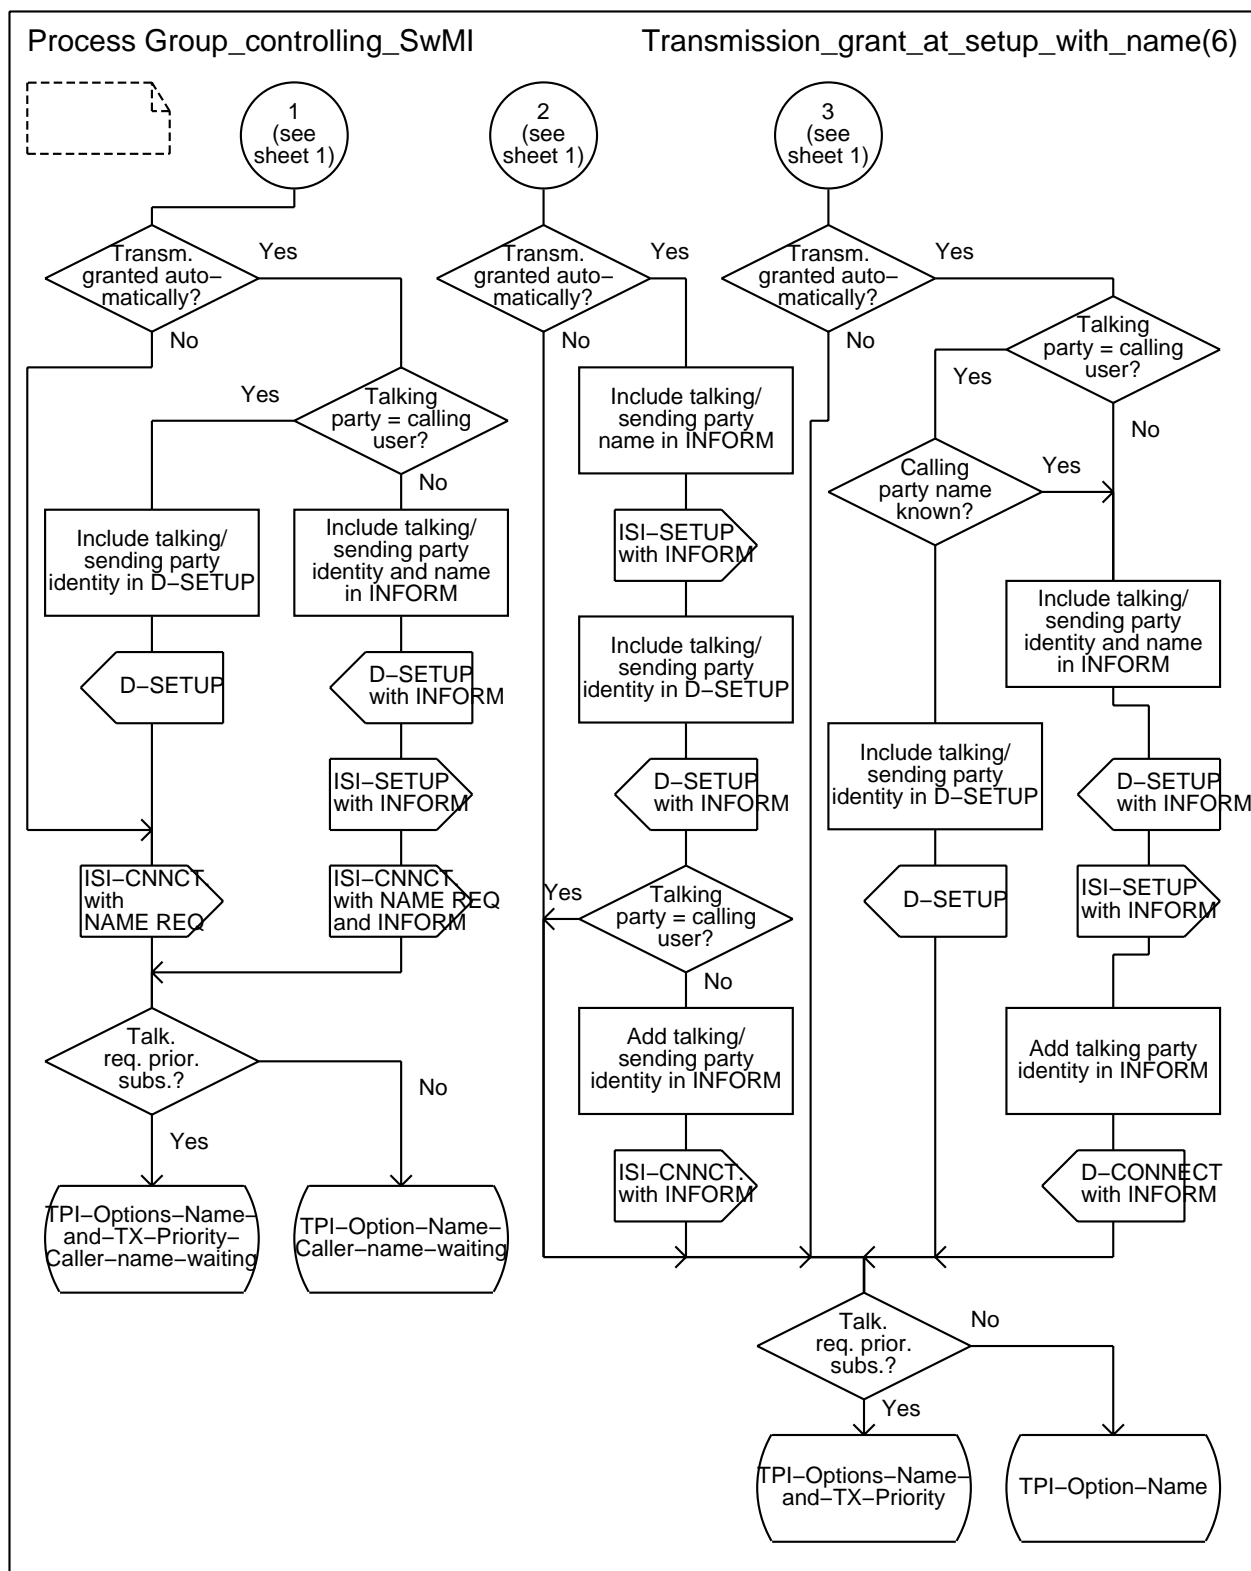 Process Group_controlling_SwMI
Transmission_grant_at_setup_with_name(6)
1
(see
sheet 1)
2
(see
sheet 1)
3
(see
sheet 1)
Transm.
granted auto–
matically?
Yes
No
Talking
party = calling
user?
Yes
No
Include talking/
sending party
identity in D–SETUP
Include talking/
sending party
identity and name
in INFORM
D–SETUP
D–SETUP
with INFORM
ISI–SETUP
with INFORM
ISI–CNNCT.
with
NAME REQ
ISI–CNNCT.
with NAME REQ
and INFORM
Talk.
req. prior.
subs.?
No
Yes
TPI–Options–Name–
and–TX–Priority–
Caller–name–waiting
TPI–Option–Name–
Caller–name–waiting
Transm.
granted auto–
matically?
Yes
No
Include talking/
sending party
name in INFORM
ISI–SETUP
with INFORM
Include talking/
sending party
identity in D–SETUP
D–SETUP
with INFORM
Yes
Talking
party = calling
user?
No
Add talking/
sending party
identity in INFORM
ISI–CNNCT.
with INFORM
Transm.
granted auto–
matically?
Yes
No
Talking
party = calling
user?
Yes
No
Calling
party name
known?
Yes
Include talking/
sending party
identity and name
in INFORM
Include talking/
sending party
identity in D–SETUP
D–SETUP
with INFORM
D–SETUP
ISI–SETUP
with INFORM
Add talking party
identity in INFORM
D–CONNECT
with INFORM
Talk.
req. prior.
subs.?
No
Yes
TPI–Options–Name–
and–TX–Priority
TPI–Option–Name